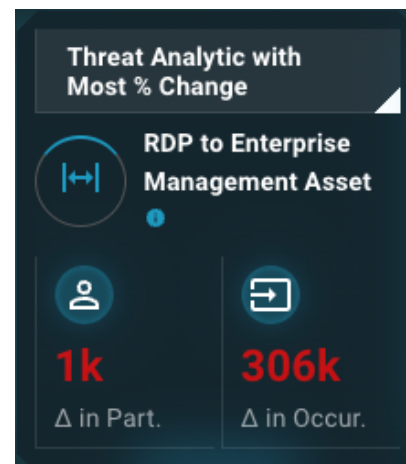 Threat Analytic with
Most % Change
RDP to Enterprise
Management Asset
1k
306k
Δ in Part.
Δ in Occur.